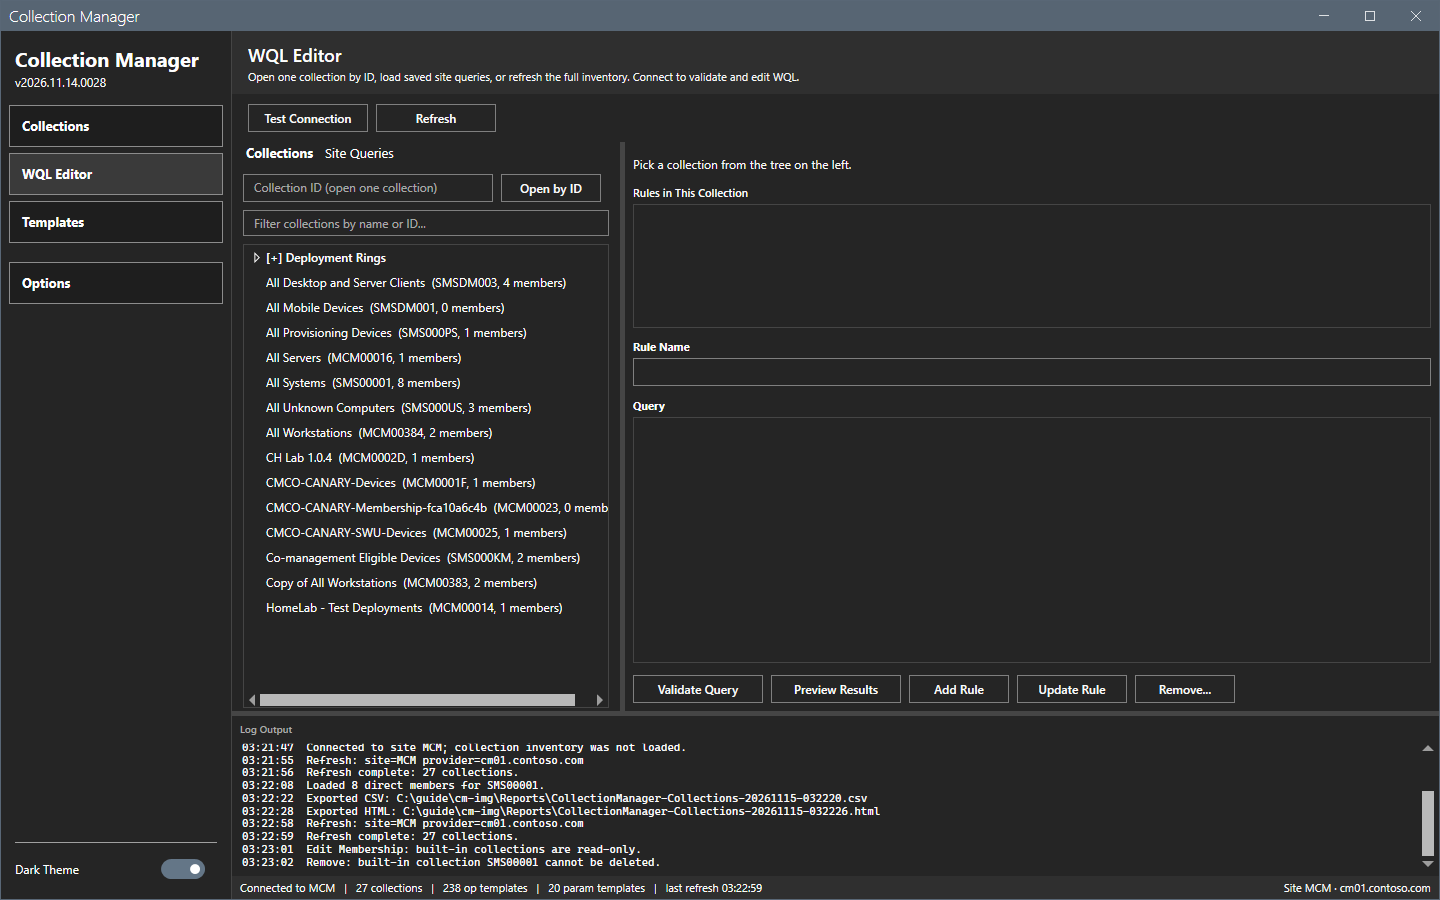 Collection Manager
Collection Manager
v2026.11.14.0028
Collections
WQL Editor
Templates
Options
Dark Theme
WQL Editor
Open one collection by ID, load saved site queries, or refresh the full inventory. Connect to validate and edit WQL.
Test Connection
Refresh
Collections
Site Queries
Collection ID (open one collection)
Open by ID
Filter collections by name or ID...
[+] Deployment Rings
All Desktop and Server Clients (SMSDM003, 4 members)
All Mobile Devices (SMSDM001, 0 members)
All Provisioning Devices (SMS000PS, 1 members)
All Servers (MCM00016, 1 members)
All Systems (SMS00001, 8 members)
All Unknown Computers (SMS000US, 3 members)
All Workstations (MCM00384, 2 members)
CH Lab 1.0.4 (MCM0002D, 1 members)
CMCO-CANARY-Devices (MCM0001F, 1 members)
CMCO-CANARY-Membership-fca10a6c4b (MCM00023, 0 memb
CMCO-CANARY-SWU-Devices (MCM00025, 1 members)
Co-management Eligible Devices (SMS000KM, 2 members)
Copy of All Workstations (MCM00383, 2 members)
HomeLab - Test Deployments (MCM00014, 1 members)
Pick a collection from the tree on the left.
Rules in This Collection
Rule Name
Query
Validate Query
Preview Results
Add Rule
Update Rule
Remove...
Log Output
03:21:47 Connected to site MCM; collection inventory was not loaded.
03:21:55 Refresh: site=MCM provider=cm01.contoso.com
03:21:56 Refresh complete: 27 collections.
03:22:08 Loaded 8 direct members for SMS00001.
03:22:22 Exported CSV: C:\guide\cm-img\Reports\CollectionManager-Collections-20261115-032220.csv
03:22:28 Exported HTML: C:\guide\cm-img\Reports\CollectionManager-Collections-20261115-032226.html
03:22:58 Refresh: site=MCM provider=cm01.contoso.com
03:22:59 Refresh complete: 27 collections.
03:23:01 Edit Membership: built-in collections are read-only.
03:23:02 Remove: built-in collection SMS00001 cannot be deleted.
Connected to MCM | 27 collections | 238 op templates | 20 param templates | last refresh 03:22:59
Site MCM · cm01.contoso.com